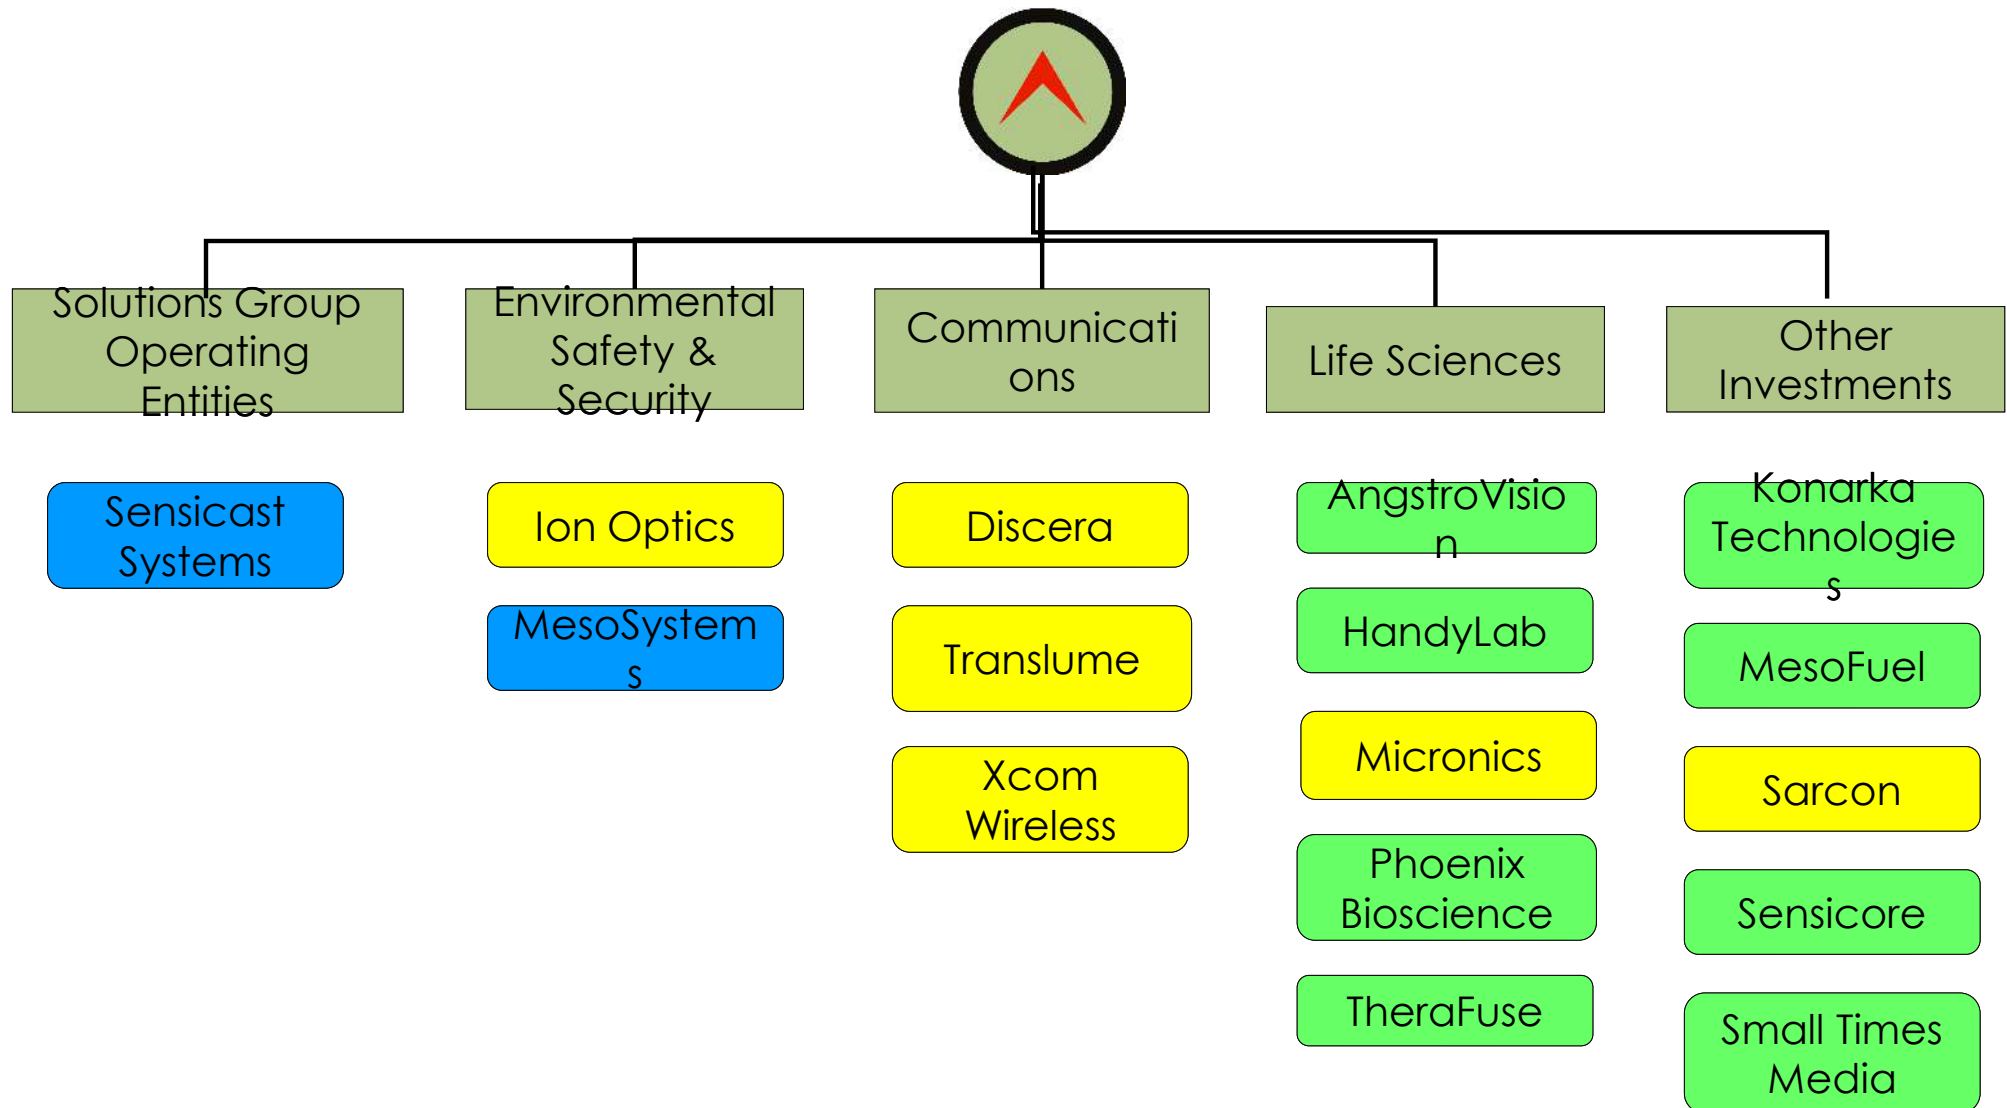 Solutions Group
Operating
Entities
Environmental
Safety &
Security
Communicati
ons
Life Sciences
Other
Investments
Sensicast
Systems
Ion Optics
MesoSystem
s
Discera
Translume
Xcom
Wireless
AngstroVisio
n
HandyLab
Micronics
Phoenix
Bioscience
TheraFuse
Konarka
Technologie
s
MesoFuel
Sarcon
Sensicore
Small Times
Media